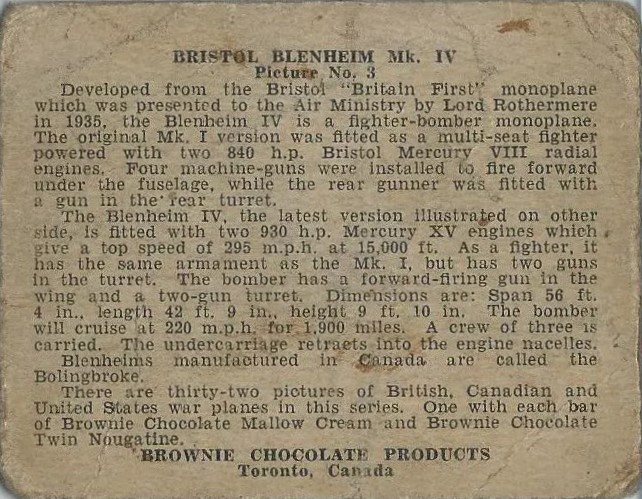 BRISTOL BLENHEIM Mk. IV
Picture No. 3
Developed from the Bristol "Britain First" monoplane
which was presented to the Air Ministry by Lord Rothermere
in 1935, the Blenheim IV is a fighter-bomber monoplane.
The original Mk. I version was fitted as a multi-seat fighter
powered with two 840 h.p. Bristol Mercury VIII radial
engines. Four machine-guns were installed to fire forward
under the fuselage, while the rear gunner was fitted with
a gun in the rear turret.
The Blenheim IV, the latest version illustrated on other
side, is fitted with two 930 h.p. Mercury XV engines which
give a top speed of 295 m.p.h. at 15,000 ft. As a fighter, it
has the same armament as the Mk. I, but has two guns
in the turret. The bomber has a forward-firing gun in the
wing and a two-gun turret. Dimensions are: Span 56 ft.
4 in., length 42 ft. 9 in., height 9 ft. 10 in. The bomber
will cruise at 220 m.p.h. for 1,900 miles. A crew of three is
carried. The undercarriage retracts into the engine nacelles.
Blenheims manufactured in Canada are called the
Bolingbroke.
There are thirty-two pictures of British, Canadian and
United States war planes in this series. One with each bar
of Brownie Chocolate Mallow Cream and Brownie Chocolate
Twin Nougatine.
BROWNIE CHOCOLATE PRODUCTS
Toronto, Canada